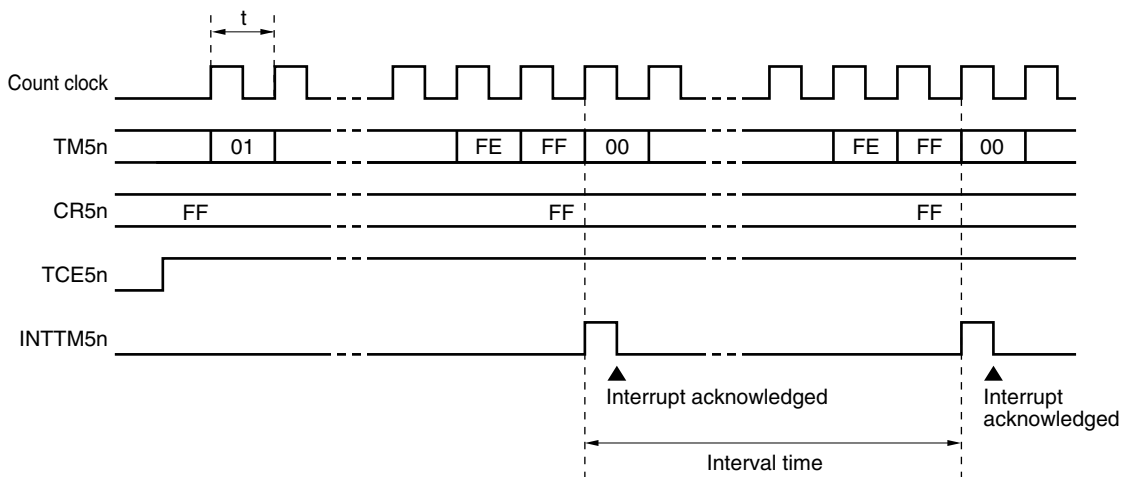 t
Count clock
TM5n 01 FE FF 00 FE FF 00
CR5n FF FF FF
TCE5n
INTTM5n
Interrupt acknowledged
Interrupt
acknowledged
Interval time